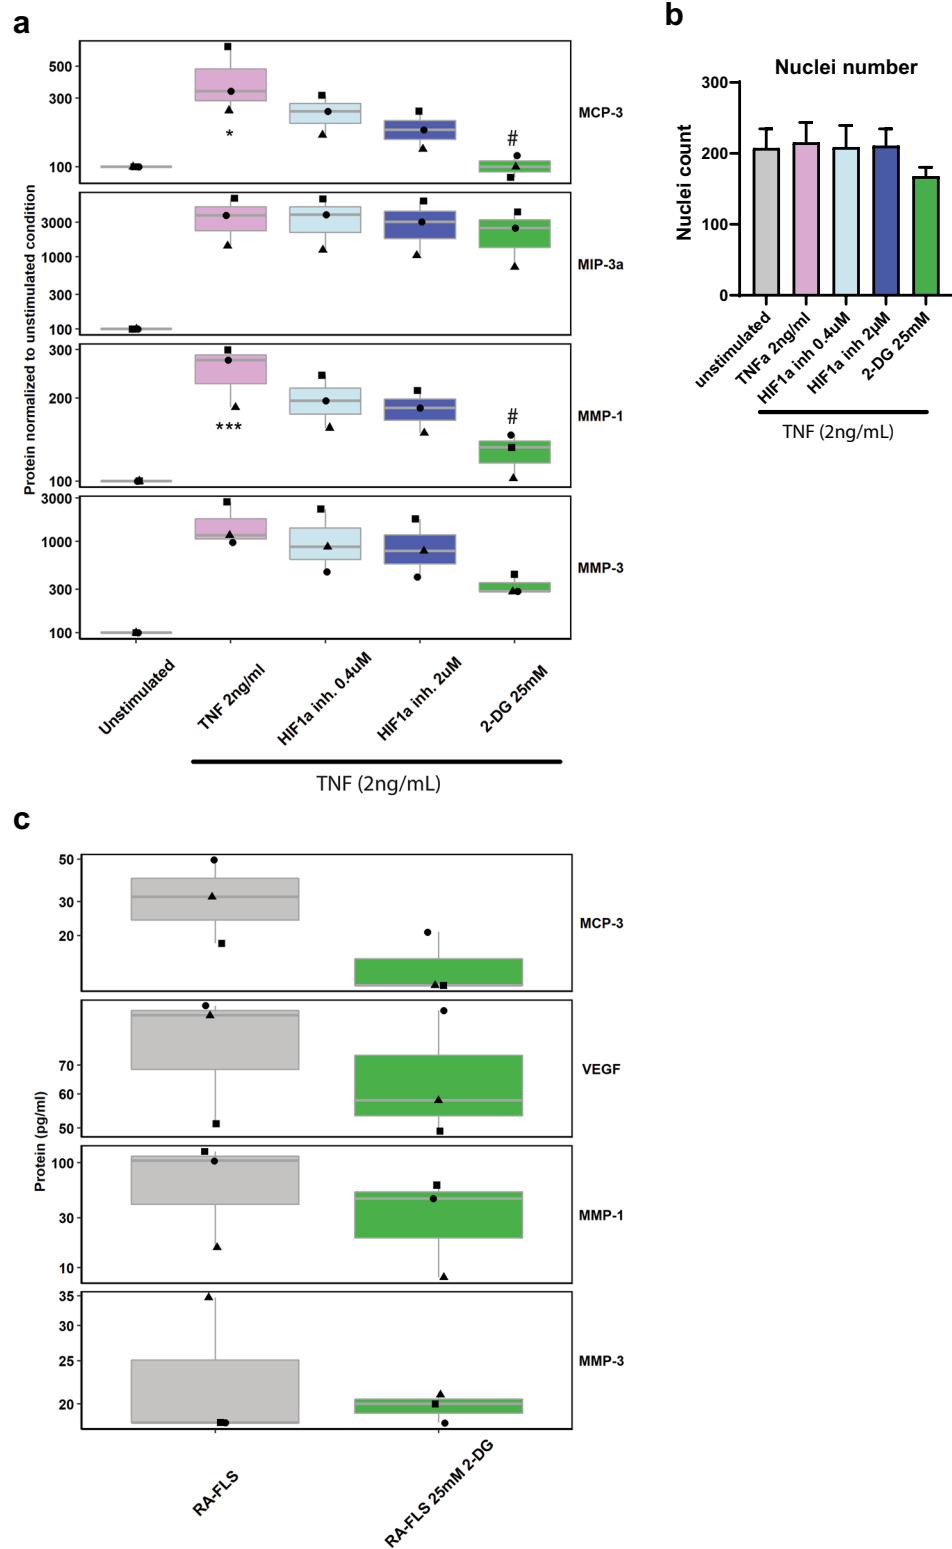 a
Protein normalized to unstimulated condition
500
300
100
*
#
MCP-3
3000
1000
300
100
MIP-3a
300
200
100
***
#
MMP-1
3000
1000
300
100
MMP-3
Unstimulated
TNF 2ng/ml
HIF1a inh. 0.4uM
HIF1a inh. 2uM
2-DG 25mM
TNF (2ng/mL)
b
Nuclei number
Nuclei count
300
200
100
0
unstimulated
TNFa 2ng/ml
HIF1a inh 0.4uM
HIF1a inh 2µM
2-DG 25mM
TNF (2ng/mL)
c
Protein (pg/ml)
50
30
20
MCP-3
70
60
50
VEGF
100
30
10
MMP-1
35
30
25
20
MMP-3
RA-FLS
RA-FLS 25mM 2-DG